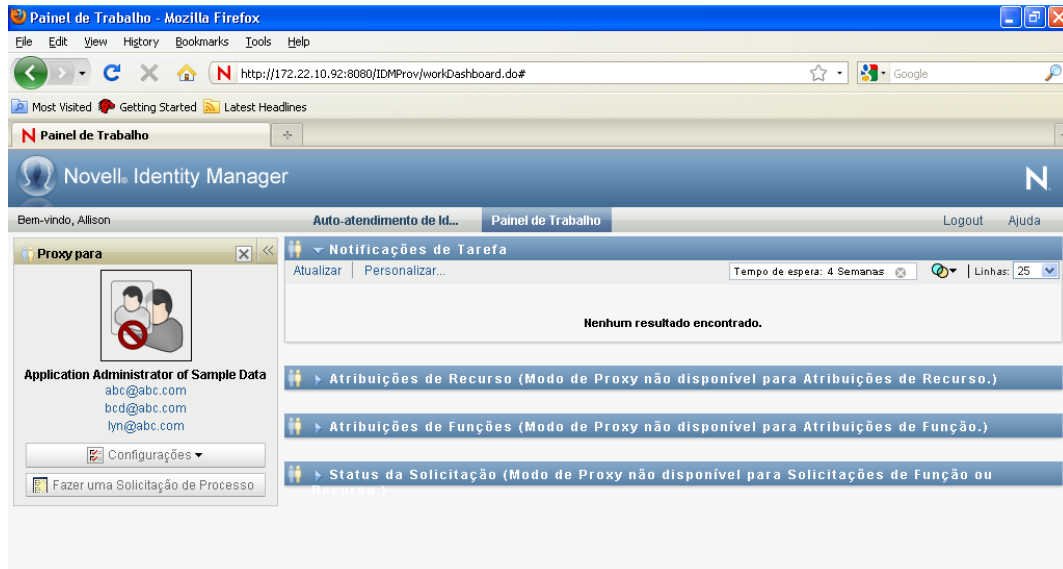 Painel de Trabalho - Mozilla Firefox
File Edit View History Bookmarks Tools Help
N http://172.22.10.92:8080/IDMProv/workDashboard.do# Google
Most Visited Getting Started Latest Headlines
N Painel de Trabalho
Novell® Identity Manager N
Bem-vindo, Allison Auto-atendimento de Id... Painel de Trabalho Logout Ajuda
Proxy para
Notificações de Tarefa
Atualizar | Personalizar... Tempo de espera: 4 Semanas | Linhas: 25
Nenhum resultado encontrado.
Application Administrator of Sample Data
abc@abc.com
bcd@abc.com
lyn@abc.com
Configurações
Fazer uma Solicitação de Processo
Atribuições de Recurso (Modo de Proxy não disponível para Atribuições de Recurso.)
Atribuições de Funções (Modo de Proxy não disponível para Atribuições de Função.)
Status da Solicitação (Modo de Proxy não disponível para Solicitações de Função ou
Recurso.)